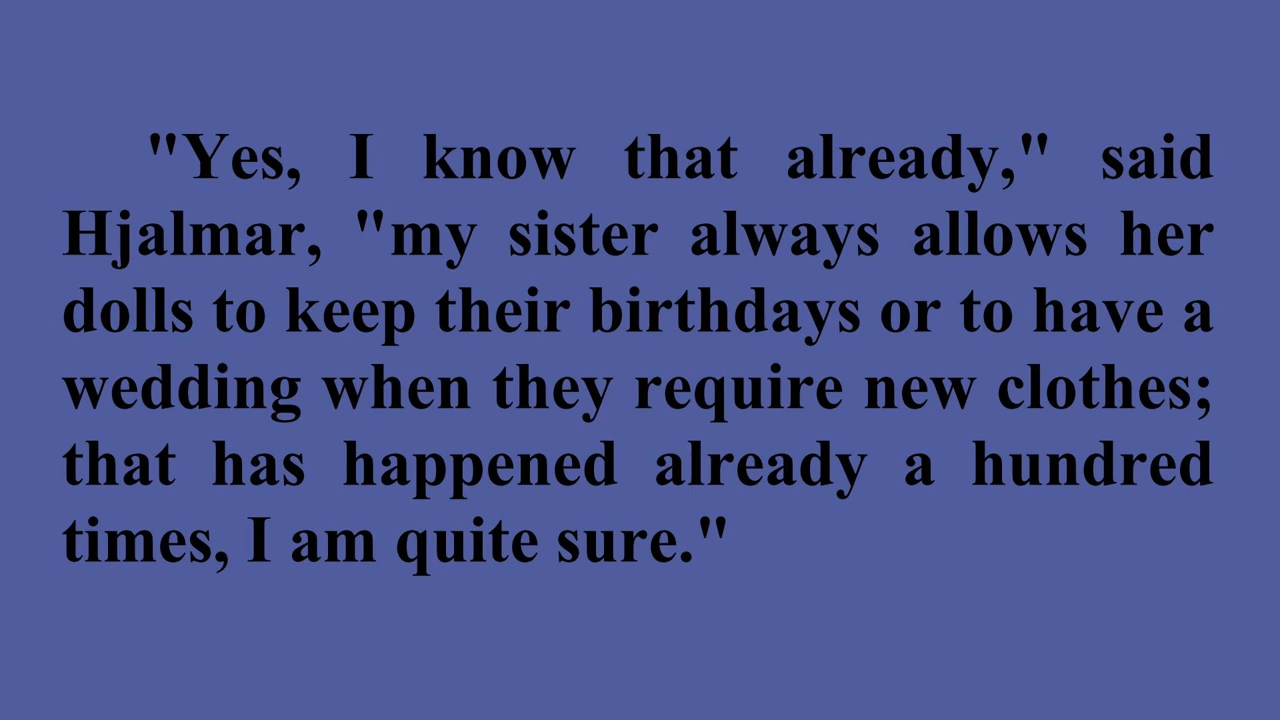 "Yes, I know that already," said
Hjalmar, "my sister always allows her
dolls to keep their birthdays or to have a
wedding when they require new clothes;
that has happened already a hundred
times, I am quite sure."